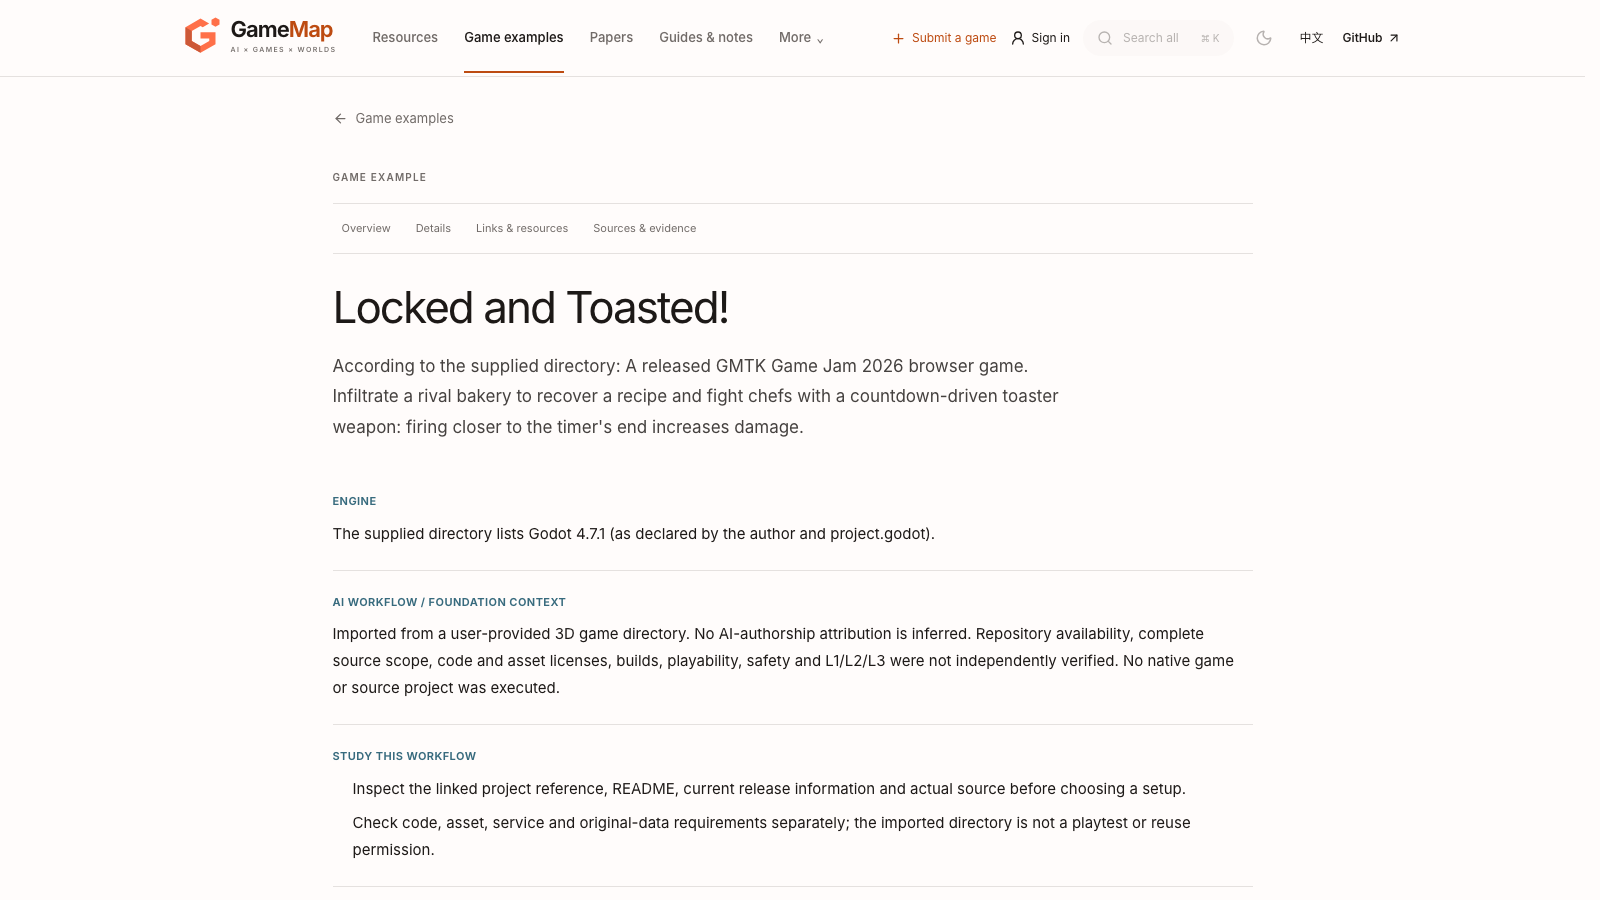 GameMap
AI × GAMES × WORLDS
Resources
Game examples
Papers
Guides & notes
More
Submit a game
Sign in
Search all
⌘ K
中文
GitHub
Game examples
GAME EXAMPLE
Overview
Details
Links & resources
Sources & evidence
Locked and Toasted!
According to the supplied directory: A released GMTK Game Jam 2026 browser game.
Infiltrate a rival bakery to recover a recipe and fight chefs with a countdown-driven toaster
weapon: firing closer to the timer's end increases damage.
ENGINE
The supplied directory lists Godot 4.7.1 (as declared by the author and project.godot).
AI WORKFLOW / FOUNDATION CONTEXT
Imported from a user-provided 3D game directory. No AI-authorship attribution is inferred. Repository availability, complete
source scope, code and asset licenses, builds, playability, safety and L1/L2/L3 were not independently verified. No native game
or source project was executed.
STUDY THIS WORKFLOW
Inspect the linked project reference, README, current release information and actual source before choosing a setup.
Check code, asset, service and original-data requirements separately; the imported directory is not a playtest or reuse
permission.